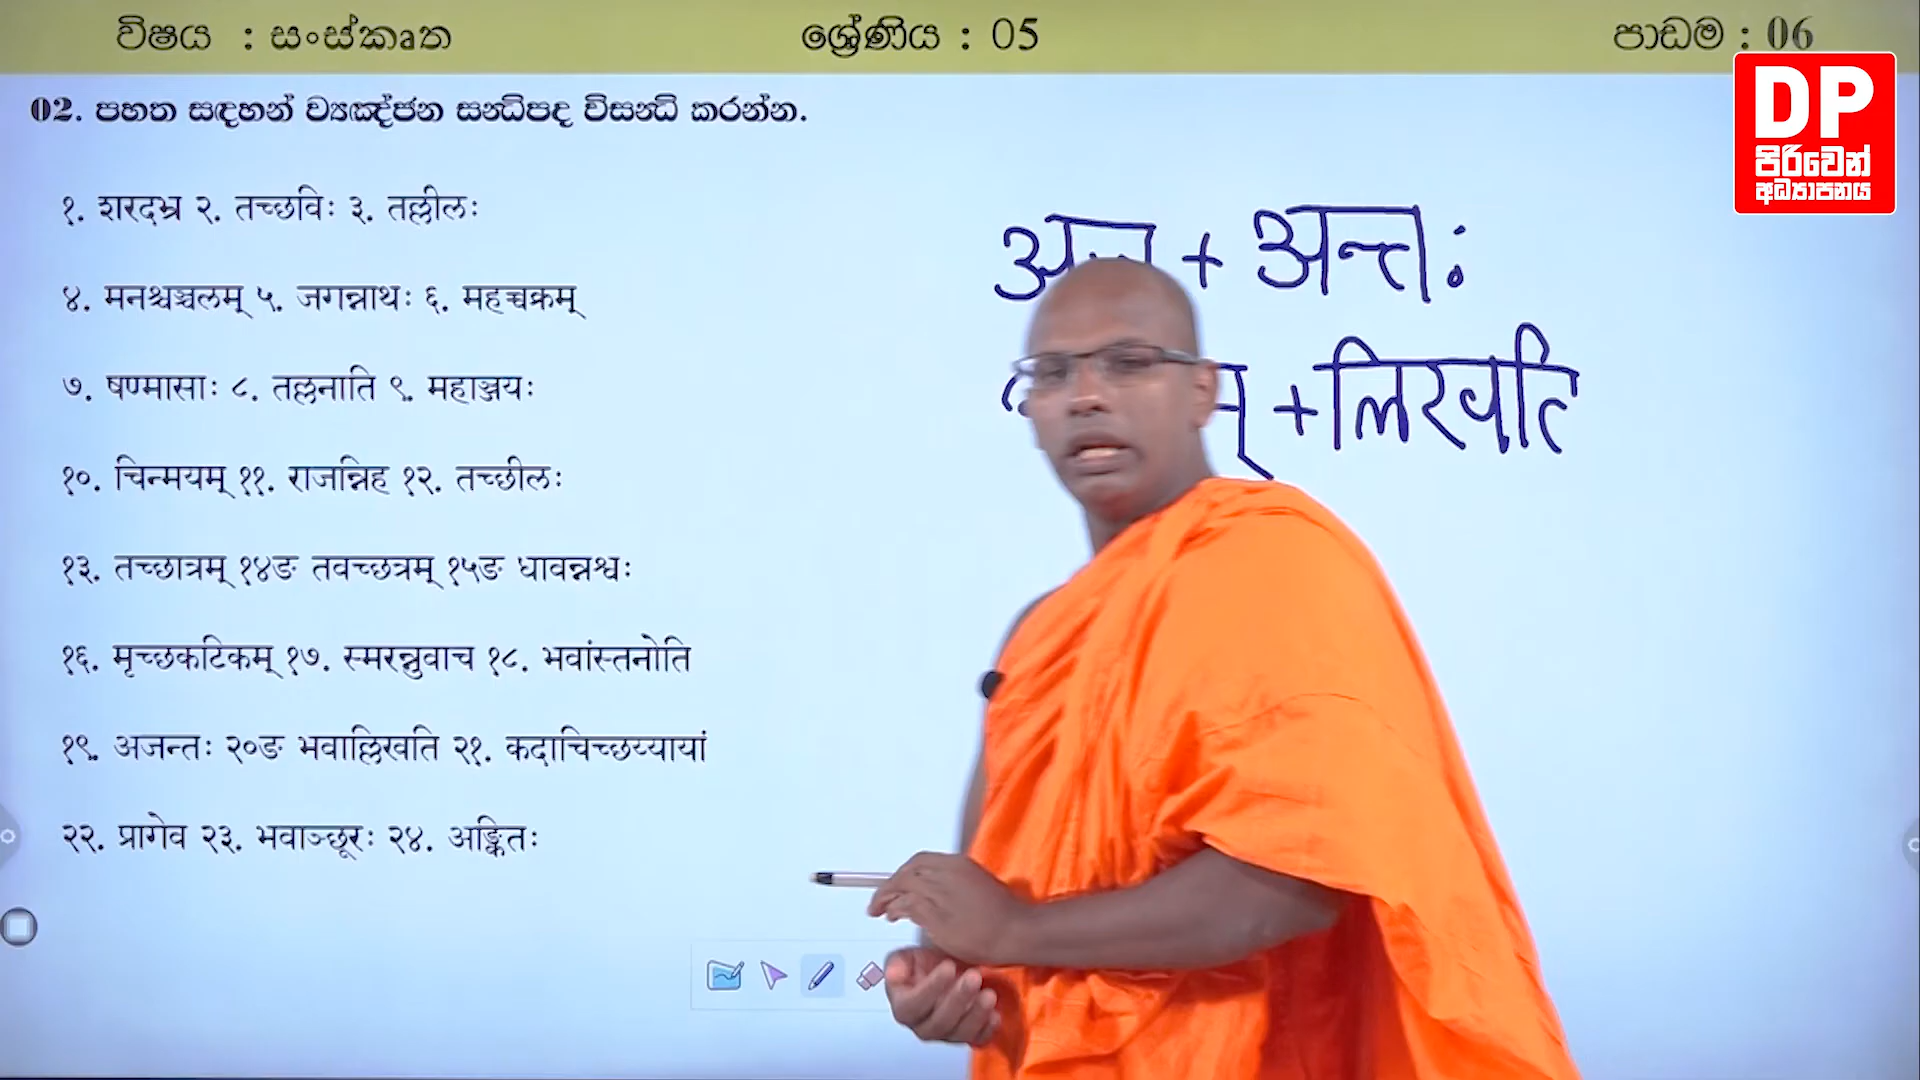 විෂය : සංස්කෘත ශ්‍රේණිය : 05 පාඩම : 06
DP
පිරිවෙන්
අධ්‍යාපනය
02. පහත සඳහන් ව්‍යඤ්ජන සන්ධිපද විසන්ධි කරන්න.
१. शरदभ्र २. तच्छविः ३. तल्लीलः
४. मनश्चञ्चलम् ५. जगन्नाथः ६. महच्चक्रम्
७. षण्मासाः ८. तल्लनाति ९. महाञ्जयः
१०. चिन्मयम् ११. राजन्निह १२. तच्छीलः
१३. तच्छात्रम् १४ङ तवच्छत्रम् १५ङ धावन्नश्वः
१६. मृच्छकटिकम् १७. स्मरन्नुवाच १८. भवांस्तनोति
१९. अजन्तः २०ङ भवाल्लिखति २१. कदाचिच्छय्यायां
२२. प्रागेव २३. भवाञ्छूरः २४. अङ्कितः
+ अन्तः
+ लिखति